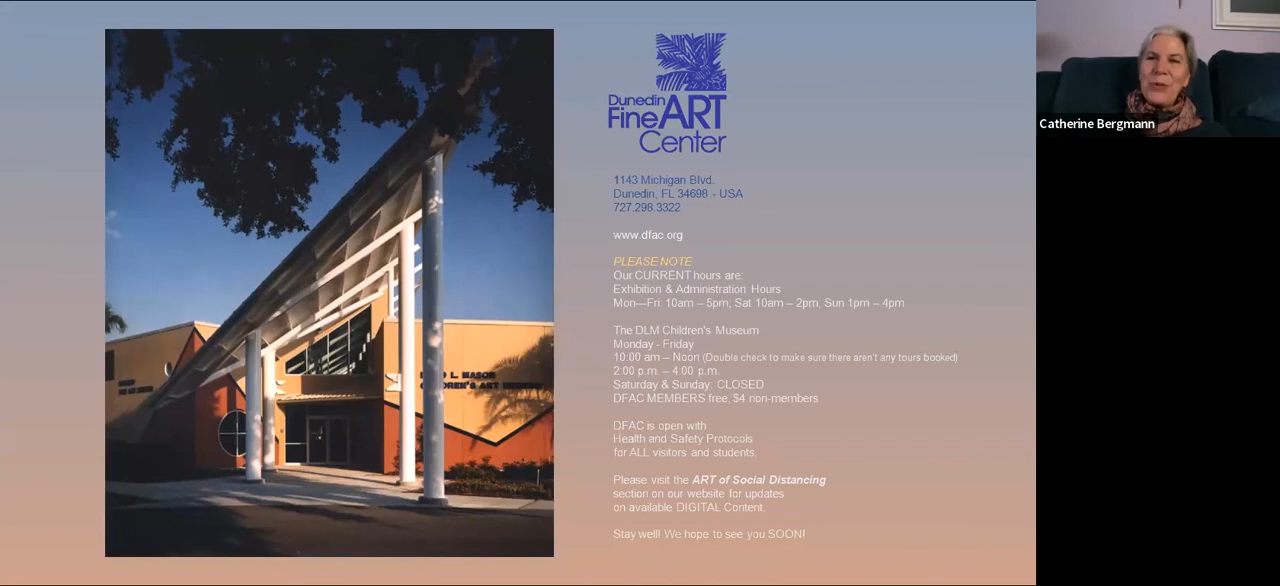 Dunedin
Fine ART
Center
1143 Michigan Blvd.
Dunedin, FL 34698 - USA
727.298.3322
www.dfac.org
PLEASE NOTE
Our CURRENT hours are:
Exhibition & Administration Hours
Mon—Fri: 10am – 5pm; Sat 10am – 2pm; Sun 1pm – 4pm
The DLM Children's Museum
Monday - Friday
10:00 am – Noon (Double check to make sure there aren't any tours booked)
2:00 p.m. – 4:00 p.m.
Saturday & Sunday: CLOSED
DFAC MEMBERS free, $4 non-members
DFAC is open with
Health and Safety Protocols
for ALL visitors and students.
Please visit the ART of Social Distancing
section on our website for updates
on available DIGITAL Content.
Stay well! We hope to see you SOON!
L. MASON
CHILDREN'S ART
Catherine Bergmann